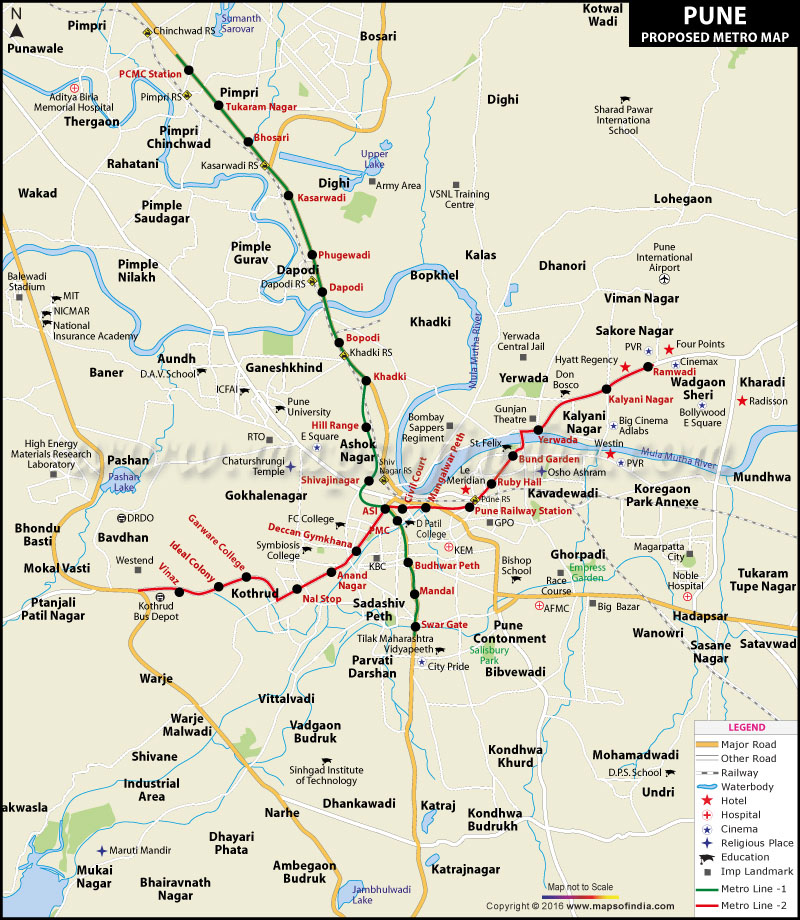 PUNE
PROPOSED METRO MAP
N
Pimpri
Punawale
Chinchwad RS
Sumanth
Sarovar
Bosari
Kotwal
Wadi
PCMC Station
Pimpri RS
Pimpri
Aditya Birla
Memorial Hospital
Thergaon
Tukaram Nagar
Pimpri
Chinchwad
Bhosari
Dighi
Sharad Pawar
Internationa
School
Rahatani
Kasarwadi RS
Upper
Lake
Wakad
Dighi
Army Area
VSNL Training
Centre
Kasarwadi
Lohegaon
Pimple
Saudagar
Pimple
Gurav
Phugewadi
Kalas
Pune
International
Airport
Pimple
Nilakh
Dapodi
Dapodi RS
Dapodi
Bopkhel
Dhanori
Balewadi
Stadium
MIT
NICMAR
National
Insurance Academy
Viman Nagar
Khadki
Mula Mutha River
Sakore Nagar
Bopodi
Khadki RS
Yerwada
Central Jail
PVR
Four Points
Hyatt Regency
Cinemax
Aundh
D.A.V. School
Baner
Ganeshkhind
Khadki
Yerwada
Don
Bosco
Ramwadi
Wadgaon
Sheri
Kharadi
ICFAI
Kalyani Nagar
Radisson
Pune
University
Bollywood
E Square
Hill Range
Bombay
Sappers
Regiment
Gunjan
Theatre
Kalyani
Nagar
Big Cinema
Adlabs
RTO
E Square
Ashok
Nagar
High Energy
Materials Research
Laboratory
Pashan
St. Felix
Yerwada
Westin
Mula Mutha River
Chaturshrungi
Temple
Shiv
Nagar RS
Civil Court
Mangalwar Peth
Bund Garden
PVR
Pashan
Lake
Le
Meridian
Osho Ashram
Mundhwa
Shivajinagar
Ruby Hall
Gokhalenagar
Pune RS
Kavadewadi
Koregaon
Park Annexe
DRDO
ASI
Pune Railway Station
Bhondu
Basti
FC College
PMC
D Patil
College
GPO
Bavdhan
Garware College
Deccan Gymkhana
Symbiosis
College
KEM
Ghorpadi
Magarpatta
City
Mokal Vasti
Westend
Ideal Colony
KBC
Budhwar Peth
Bishop
School
Empress
Garden
Vinaz
Kothrud
Anand
Nagar
Race
Course
Noble
Hospital
Tukaram
Tupe Nagar
Ptanjali
Patil Nagar
Kothrud
Bus Depot
Nal Stop
Sadashiv
Peth
Mandal
AFMC
Big Bazar
Hadapsar
Swar Gate
Pune
Contonment
Wanowri
Satavwad
Tilak Maharashtra
Vidyapeeth
Salisbury
Park
Sasane
Nagar
Parvati
Darshan
City Pride
Bibvewadi
Warje
Vittalvadi
Warje
Malwadi
Vadgaon
Budruk
Shivane
Kondhwa
Khurd
Mohamadwadi
Sinhgad Institute
of Technology
D.P.S. School
Industrial
Area
Undri
akwasla
Dhankawadi
Katraj
Narhe
Kondhwa
Budrukh
Dhayari
Phata
Maruti Mandir
Mukai
Nagar
Ambegaon
Budruk
Katrajnagar
Bhairavnath
Nagar
Jambhulwadi
Lake
LEGEND
Major Road
Other Road
Railway
Waterbody
Hotel
Hospital
Cinema
Religious Place
Education
Imp Landmark
Metro Line -1
Metro Line -2
Map not to Scale
Copyright © 2016 www.mapsofindia.com